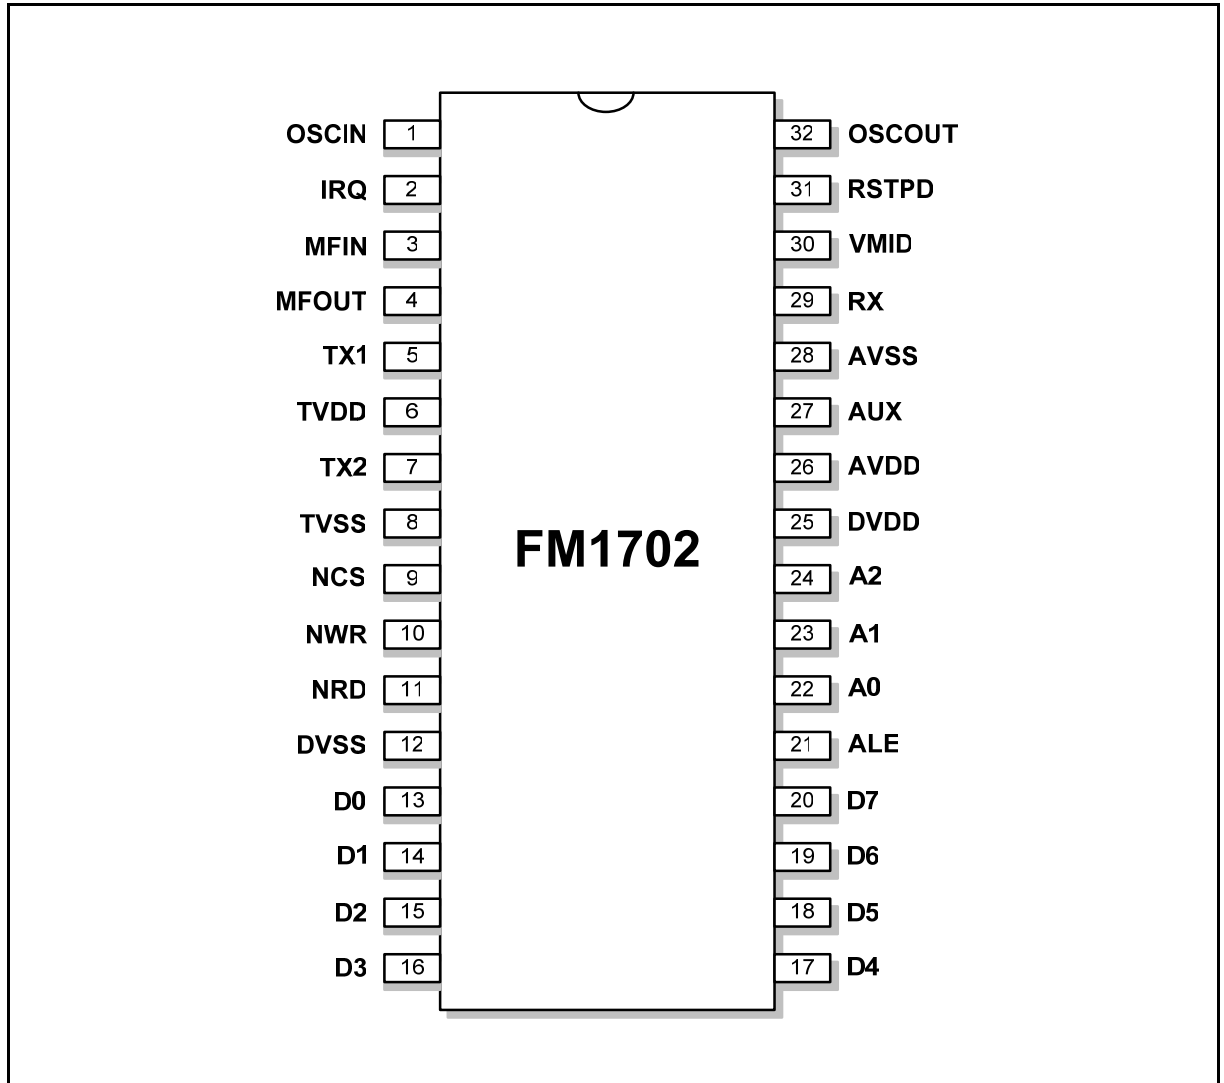 OSCIN 1 32 OSCOUT
IRQ 2 31 RSTPD
MFIN 3 30 VMID
MFOUT 4 29 RX
TX1 5 28 AVSS
TVDD 6 27 AUX
TX2 7 26 AVDD
TVSS 8 25 DVDD
FM1702
NCS 9 24 A2
NWR 10 23 A1
NRD 11 22 A0
DVSS 12 21 ALE
D0 13 20 D7
D1 14 19 D6
D2 15 18 D5
D3 16 17 D4